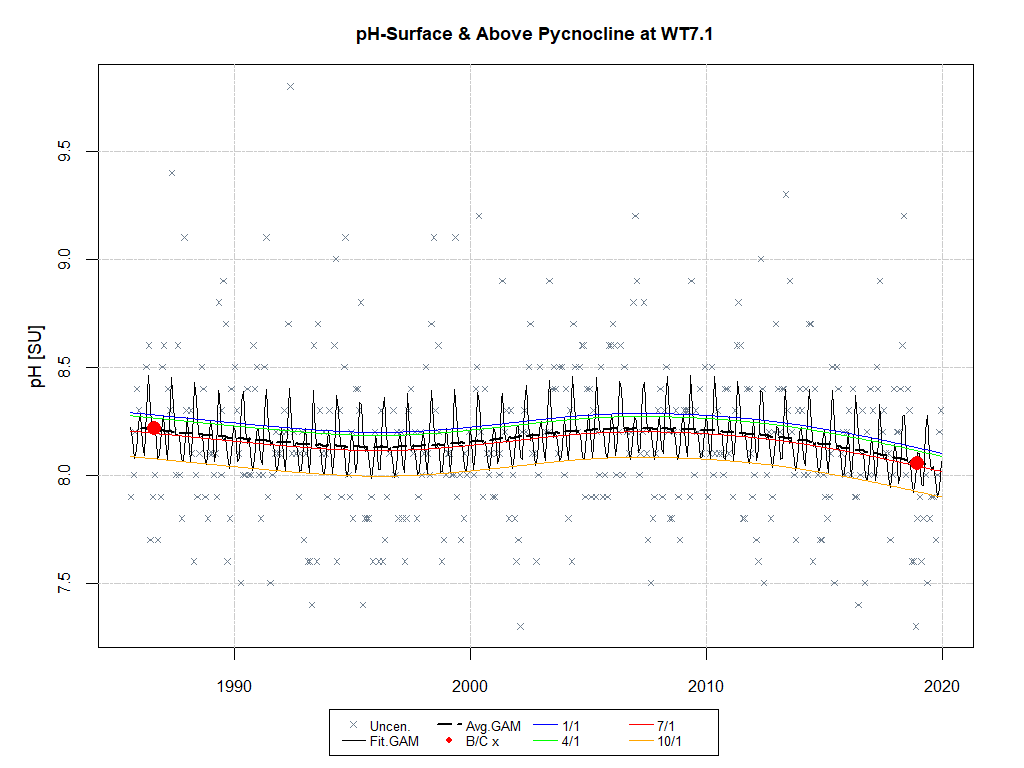 pH-Surface & Above Pycnocline at WT7.1
pH [SU]
9.5
9.0
8.5
8.0
7.5
1990 2000 2010 2020
Uncen. Avg.GAM 1/1 7/1
Fit.GAM B/C x 4/1 10/1